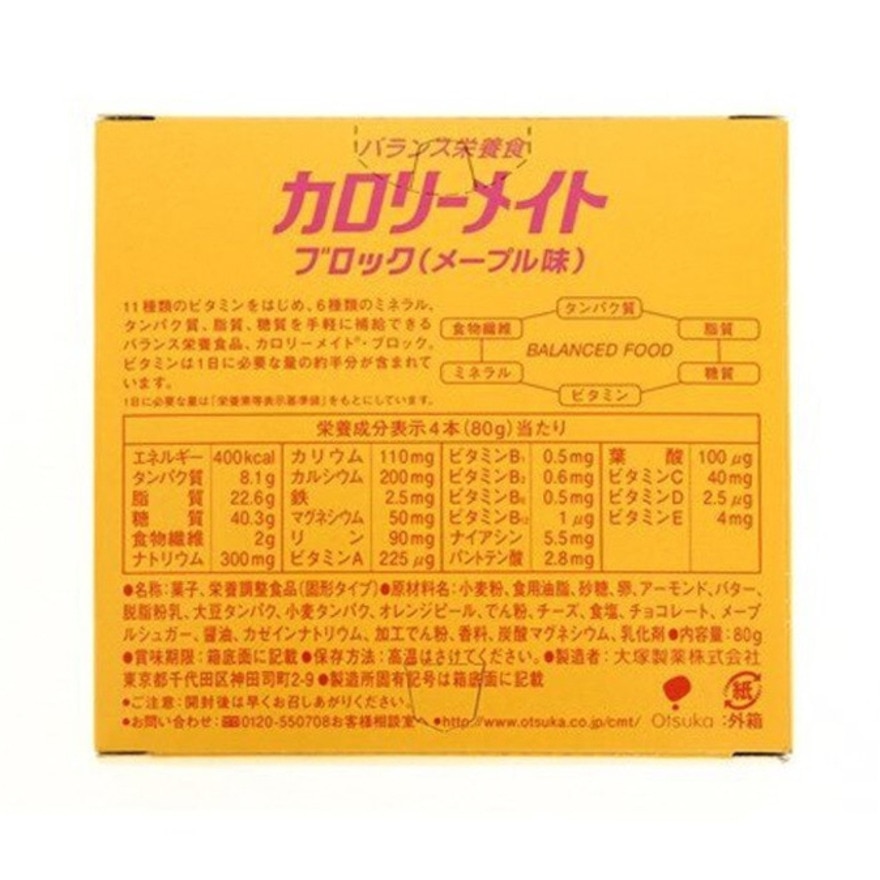 バランス栄養食
カロリーメイト
ブロック(メープル味)
11種類のビタミンをはじめ、6種類のミネラル、
タンパク質、脂質、糖質を手軽に補給できる
バランス栄養食品、カロリーメイト®・ブロック。
ビタミンは1日に必要な量の約半分が含まれて
います。
1日に必要な量は「栄養素等表示基準値」をもとにしています。
タンパク質
食物繊維 脂質
BALANCED FOOD
ミネラル 糖質
ビタミン
栄養成分表示4本(80g)当たり
エネルギー 400kcal カリウム 110mg ビタミンB1 0.5mg 葉酸 100μg
タンパク質 8.1g カルシウム 200mg ビタミンB2 0.6mg ビタミンC 40mg
脂質 22.6g 鉄 2.5mg ビタミンB6 0.5mg ビタミンD 2.5μg
糖質 40.3g マグネシウム 50mg ビタミンB12 1μg ビタミンE 4mg
食物繊維 2g リン 90mg ナイアシン 5.5mg
ナトリウム 300mg ビタミンA 225μg パントテン酸 2.8mg
●名称:菓子、栄養調整食品(固形タイプ)●原材料名:小麦粉、食用油脂、砂糖、卵、アーモンド、バター、
脱脂粉乳、大豆タンパク、小麦タンパク、オレンジピール、でん粉、チーズ、食塩、チョコレート、メープ
ルシュガー、醤油、カゼインナトリウム、加工でん粉、香料、炭酸マグネシウム、乳化剤●内容量:80g
●賞味期限:箱底面に記載●保存方法:高温はさけてください。●製造者:大塚製薬株式会社
東京都千代田区神田司町2-9●製造所固有記号は箱底面に記載
●ご注意:開封後は早くお召しあがりください。
●お問い合わせ:0120-550708お客様相談室へ ●http://www.otsuka.co.jp/cmt/
Otsuka
紙
:外箱